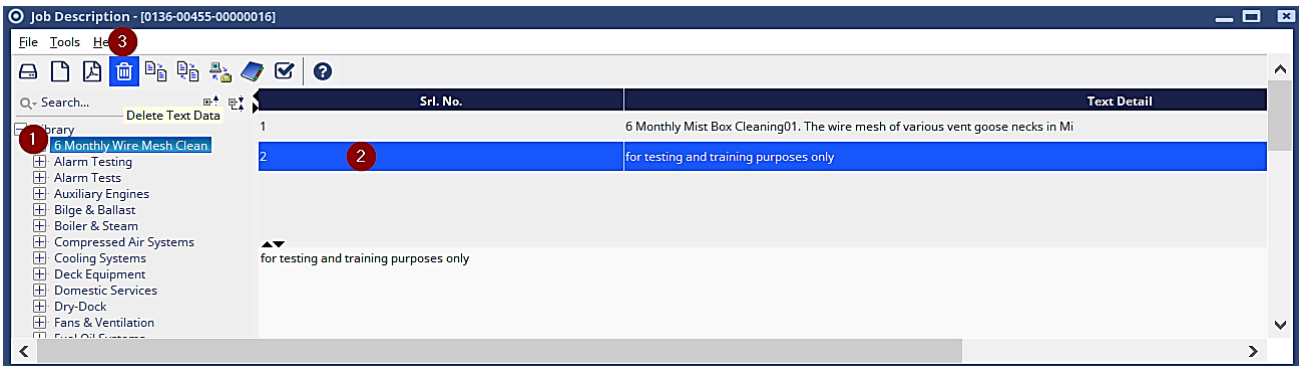 Job Description - [0136-00455-00000016]
File Tools He 3
Search...
Delete Text Data
Srl. No. Text Detail
1 brary
6 Monthly Wire Mesh Clean
Alarm Testing
Alarm Tests
Auxiliary Engines
Bilge & Ballast
Boiler & Steam
Compressed Air Systems
Cooling Systems
Deck Equipment
Domestic Services
Dry-Dock
Fans & Ventilation
Fuel Oil Systems
1 6 Monthly Mist Box Cleaning01. The wire mesh of various vent goose necks in Mi
2 2 for testing and training purposes only
for testing and training purposes only